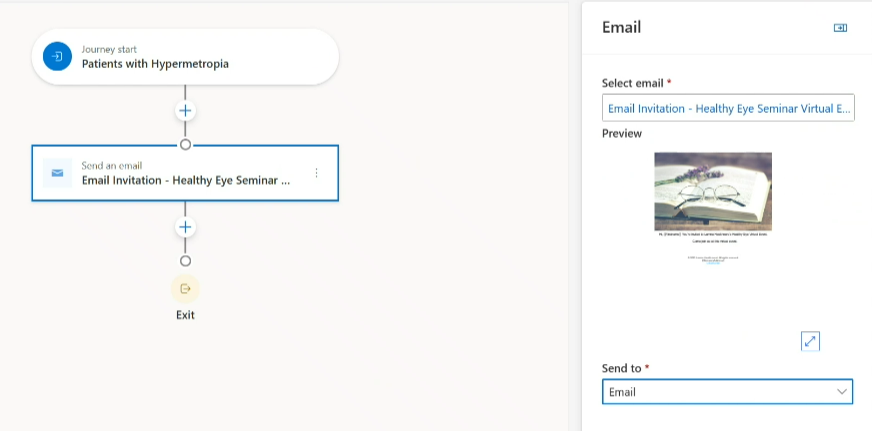 Journey start
Patients with Hypermetropia
Send an email
Email Invitation - Healthy Eye Seminar ...
Exit
Email
Select email *
Email Invitation - Healthy Eye Seminar Virtual E...
Preview
Send to *
Email